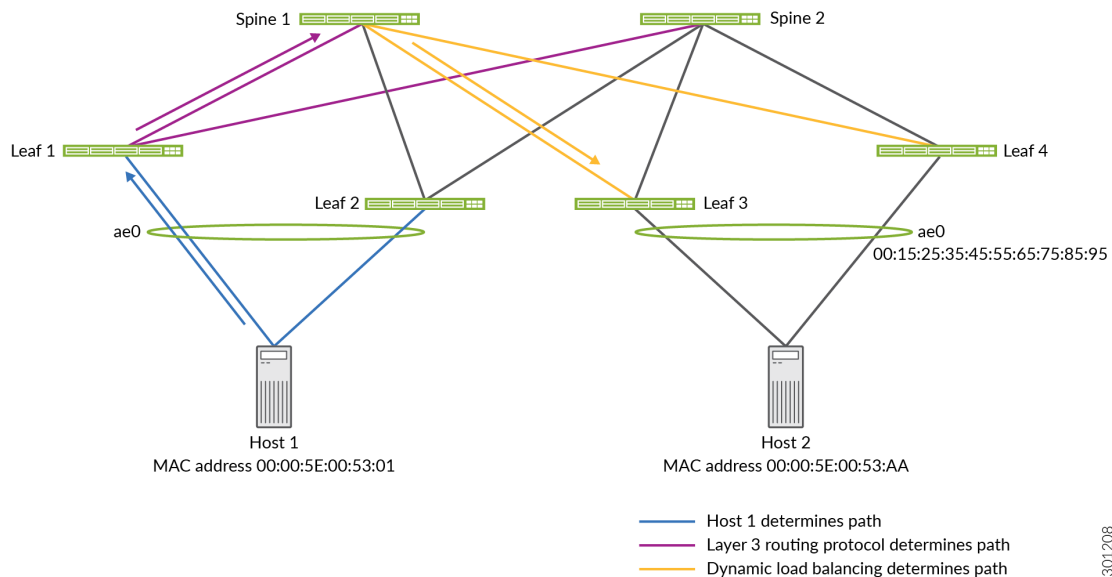 Spine 1
Spine 2
Leaf 1
Leaf 4
Leaf 2
Leaf 3
ae0
ae0
00:15:25:35:45:55:65:75:85:95
Host 1
MAC address 00:00:5E:00:53:01
Host 2
MAC address 00:00:5E:00:53:AA
Host 1 determines path
Layer 3 routing protocol determines path
Dynamic load balancing determines path
301208